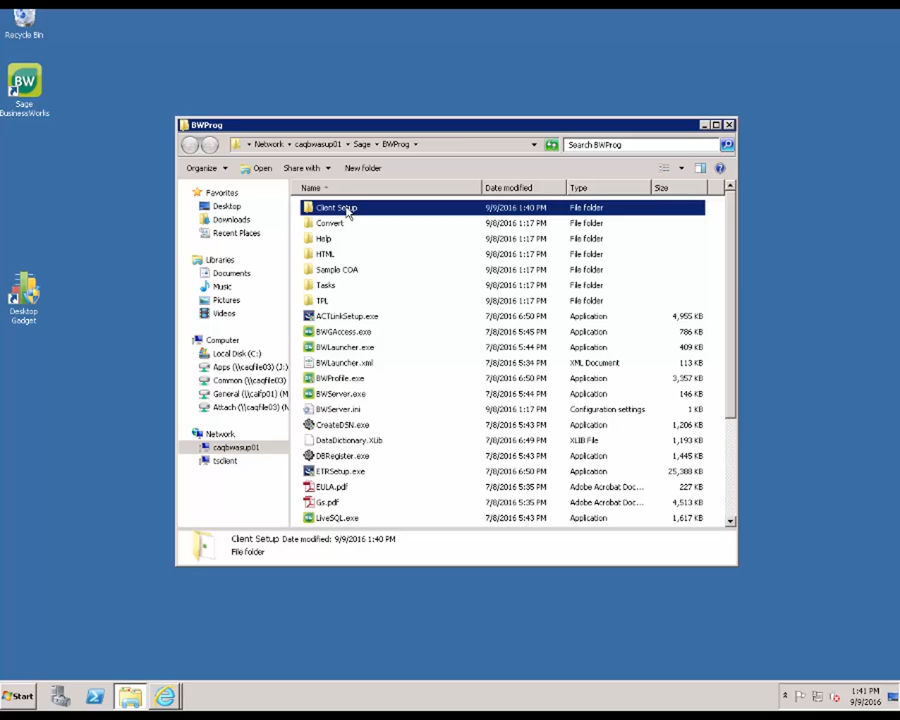 Recycle Bin
BW
Sage
BusinessWorks
Desktop
Gadget
BWProg
Network ▸ caqbwasup01 ▸ Sage ▸ BWProg ▸
Search BWProg
Organize Open Share with New folder
Name Date modified Type Size
Favorites
Desktop
Downloads
Recent Places
Libraries
Documents
Music
Pictures
Videos
Computer
Local Disk (C:)
Apps (\\caqfile03) (J:)
Common (\\caqfile03)
General (\\calfp01) (M
Attach (\\caqfile03) (N
Network
caqbwasup01
tsclient
Client Setup 9/9/2016 1:40 PM File folder
Convert 9/8/2016 1:17 PM File folder
Help 9/8/2016 1:17 PM File folder
HTML 9/8/2016 1:17 PM File folder
Sample COA 9/8/2016 1:17 PM File folder
Tasks 9/8/2016 1:17 PM File folder
TPL 9/8/2016 1:17 PM File folder
ACTLinkSetup.exe 7/8/2016 6:50 PM Application 4,955 KB
BWGAccess.exe 7/8/2016 5:45 PM Application 786 KB
BWLauncher.exe 7/8/2016 5:44 PM Application 409 KB
BWLauncher.xml 7/8/2016 5:34 PM XML Document 113 KB
BWProfile.exe 7/8/2016 6:50 PM Application 3,357 KB
BWServer.exe 7/8/2016 5:44 PM Application 146 KB
BWServer.ini 9/8/2016 1:17 PM Configuration settings 1 KB
CreateDSN.exe 7/8/2016 5:43 PM Application 1,206 KB
DataDictionary.XLib 7/8/2016 6:49 PM XLIB File 1,193 KB
DBRegister.exe 7/8/2016 5:43 PM Application 1,445 KB
ETRSetup.exe 7/8/2016 6:50 PM Application 25,388 KB
EULA.pdf 7/8/2016 5:35 PM Adobe Acrobat Doc... 227 KB
Gs.pdf 7/8/2016 5:35 PM Adobe Acrobat Doc... 4,513 KB
LiveSQL.exe 7/8/2016 5:43 PM Application 1,617 KB
Client Setup Date modified: 9/9/2016 1:40 PM
File folder
Start
1:41 PM
9/9/2016